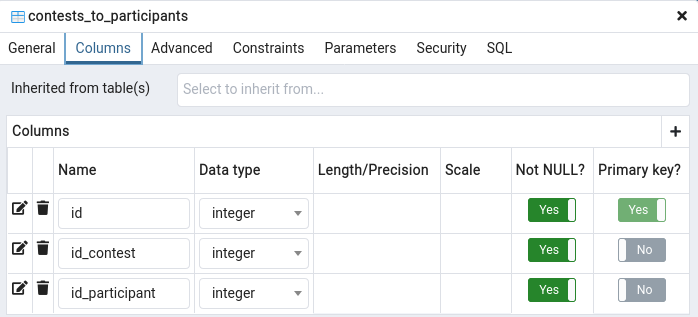 contests_to_participants
General Columns Advanced Constraints Parameters Security SQL
Inherited from table(s) Select to inherit from...
Columns
Name Data type Length/Precision Scale Not NULL? Primary key?
id integer Yes Yes
id_contest integer Yes No
id_participant integer Yes No